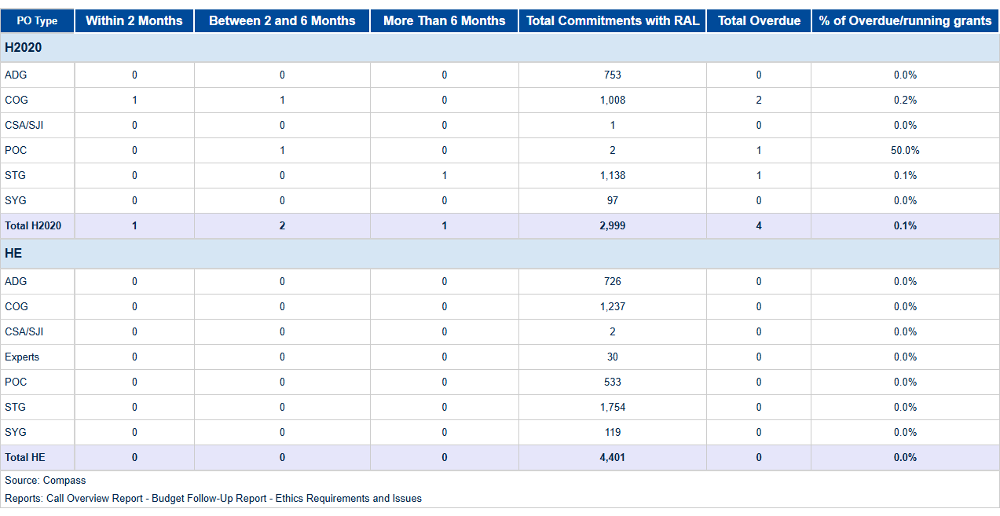 PO Type Within 2 Months Between 2 and 6 Months More Than 6 Months Total Commitments with RAL Total Overdue % of Overdue/running grants
H2020
ADG 0 0 0 753 0 0.0%
COG 1 1 0 1,008 2 0.2%
CSA/SJI 0 0 0 1 0 0.0%
POC 0 1 0 2 1 50.0%
STG 0 0 1 1,138 1 0.1%
SYG 0 0 0 97 0 0.0%
Total H2020 1 2 1 2,999 4 0.1%
HE
ADG 0 0 0 726 0 0.0%
COG 0 0 0 1,237 0 0.0%
CSA/SJI 0 0 0 2 0 0.0%
Experts 0 0 0 30 0 0.0%
POC 0 0 0 533 0 0.0%
STG 0 0 0 1,754 0 0.0%
SYG 0 0 0 119 0 0.0%
Total HE 0 0 0 4,401 0 0.0%
Source: Compass
Reports: Call Overview Report - Budget Follow-Up Report - Ethics Requirements and Issues